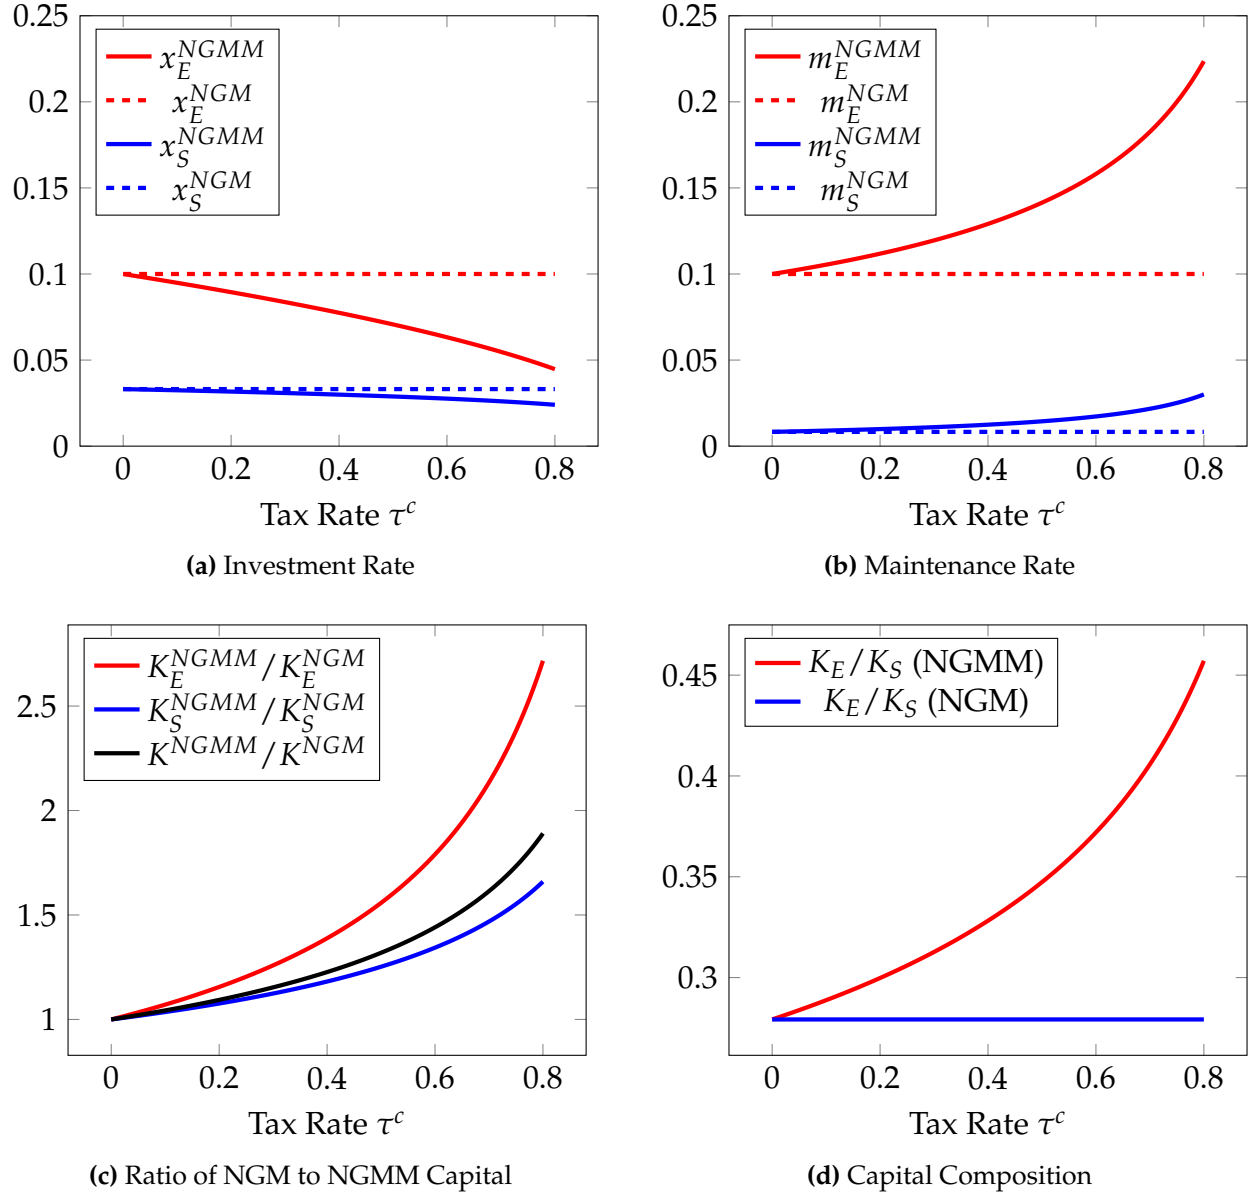 0.25
0.2
0.15
0.1
0.05
0
x_E^{NGMM}
x_E^{NGM}
x_S^{NGMM}
x_S^{NGM}
0 0.2 0.4 0.6 0.8
Tax Rate τ^c
(a) Investment Rate
0.25
0.2
0.15
0.1
0.05
0
m_E^{NGMM}
m_E^{NGM}
m_S^{NGMM}
m_S^{NGM}
0 0.2 0.4 0.6 0.8
Tax Rate τ^c
(b) Maintenance Rate
2.5
2
1.5
1
K_E^{NGMM}/K_E^{NGM}
K_S^{NGMM}/K_S^{NGM}
K^{NGMM}/K^{NGM}
0 0.2 0.4 0.6 0.8
Tax Rate τ^c
(c) Ratio of NGM to NGMM Capital
0.45
0.4
0.35
0.3
K_E/K_S (NGMM)
K_E/K_S (NGM)
0 0.2 0.4 0.6 0.8
Tax Rate τ^c
(d) Capital Composition